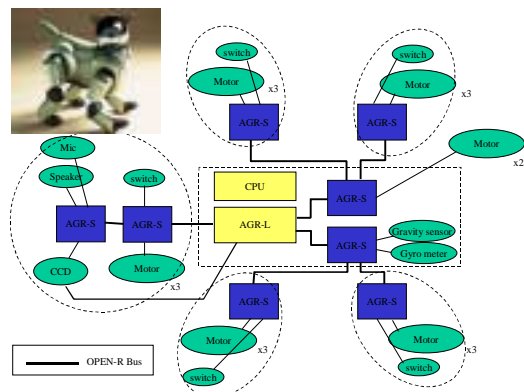 switch
Motor
x3
AGR-S
switch
Motor
x3
AGR-S
Mic
Speaker
switch
AGR-S
AGR-S
CCD
Motor
x3
Motor
x2
CPU
AGR-L
AGR-S
AGR-S
Gravity sensor
Gyro meter
AGR-S
Motor
x3
switch
AGR-S
Motor
x3
switch
OPEN-R Bus